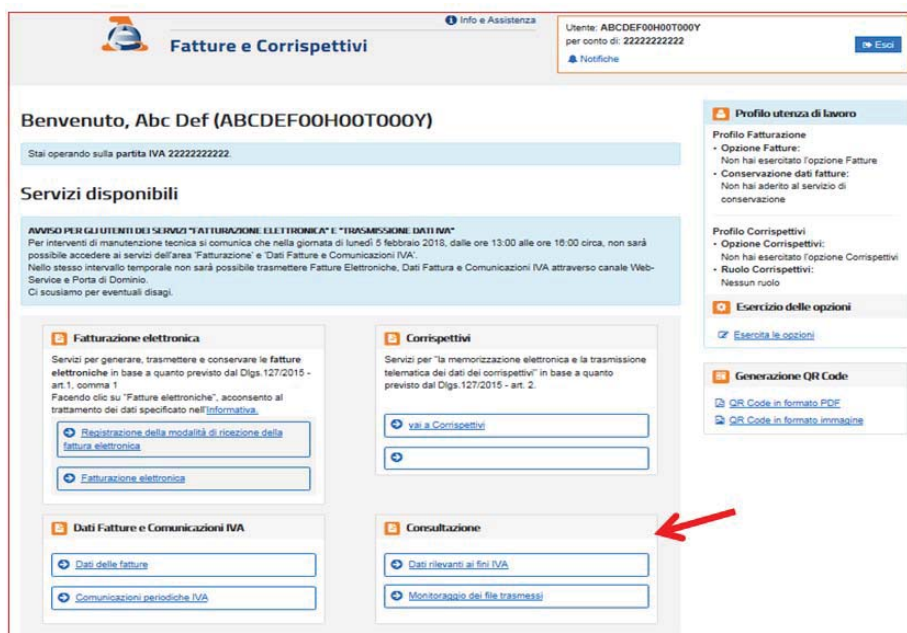 Info e Assistenza
Fatture e Corrispettivi
Utente: ABCDEF00H00T000Y
per conto di: 22222222222
Notifiche
Esci
Benvenuto, Abc Def (ABCDEF00H00T000Y)
Stai operando sulla partita IVA 22222222222.
Servizi disponibili
AVVISO PER GLI UTENTI DEI SERVIZI "FATTURAZIONE ELETTRONICA" E "TRASMISSIONE DATI IVA"
Per interventi di manutenzione tecnica si comunica che nella giornata di lunedì 5 febbraio 2018, dalle ore 13:00 alle ore 16:00 circa, non sarà
possibile accedere ai servizi dell'area 'Fatturazione' e 'Dati Fatture e Comunicazioni IVA'.
Nello stesso intervallo temporale non sarà possibile trasmettere Fatture Elettroniche, Dati Fattura e Comunicazioni IVA attraverso canale Web-
Service e Porta di Dominio.
Ci scusiamo per eventuali disagi.
Fatturazione elettronica
Servizi per generare, trasmettere e conservare le fatture
elettroniche in base a quanto previsto dal Dlgs.127/2015 -
art.1, comma 1
Facendo clic su "Fatture elettroniche", acconsento al
trattamento dei dati specificato nell'Informativa.
Registrazione della modalità di ricezione della
fattura elettronica
Fatturazione elettronica
Corrispettivi
Servizi per "la memorizzazione elettronica e la trasmissione
telematica dei dati dei corrispettivi" in base a quanto
previsto dal Dlgs.127/2015 - art. 2.
vai a Corrispettivi
Dati Fatture e Comunicazioni IVA
Dati delle fatture
Comunicazioni periodiche IVA
Consultazione
Dati rilevanti ai fini IVA
Monitoraggio dei file trasmessi
Profilo utenza di lavoro
Profilo Fatturazione
• Opzione Fatture:
Non hai esercitato l'opzione Fatture
• Conservazione dati fatture:
Non hai aderito al servizio di
conservazione
Profilo Corrispettivi
• Opzione Corrispettivi:
Non hai esercitato l'opzione Corrispettivi
• Ruolo Corrispettivi:
Nessun ruolo
Esercizio delle opzioni
Esercita le opzioni
Generazione QR Code
QR Code in formato PDF
QR Code in formato immagine